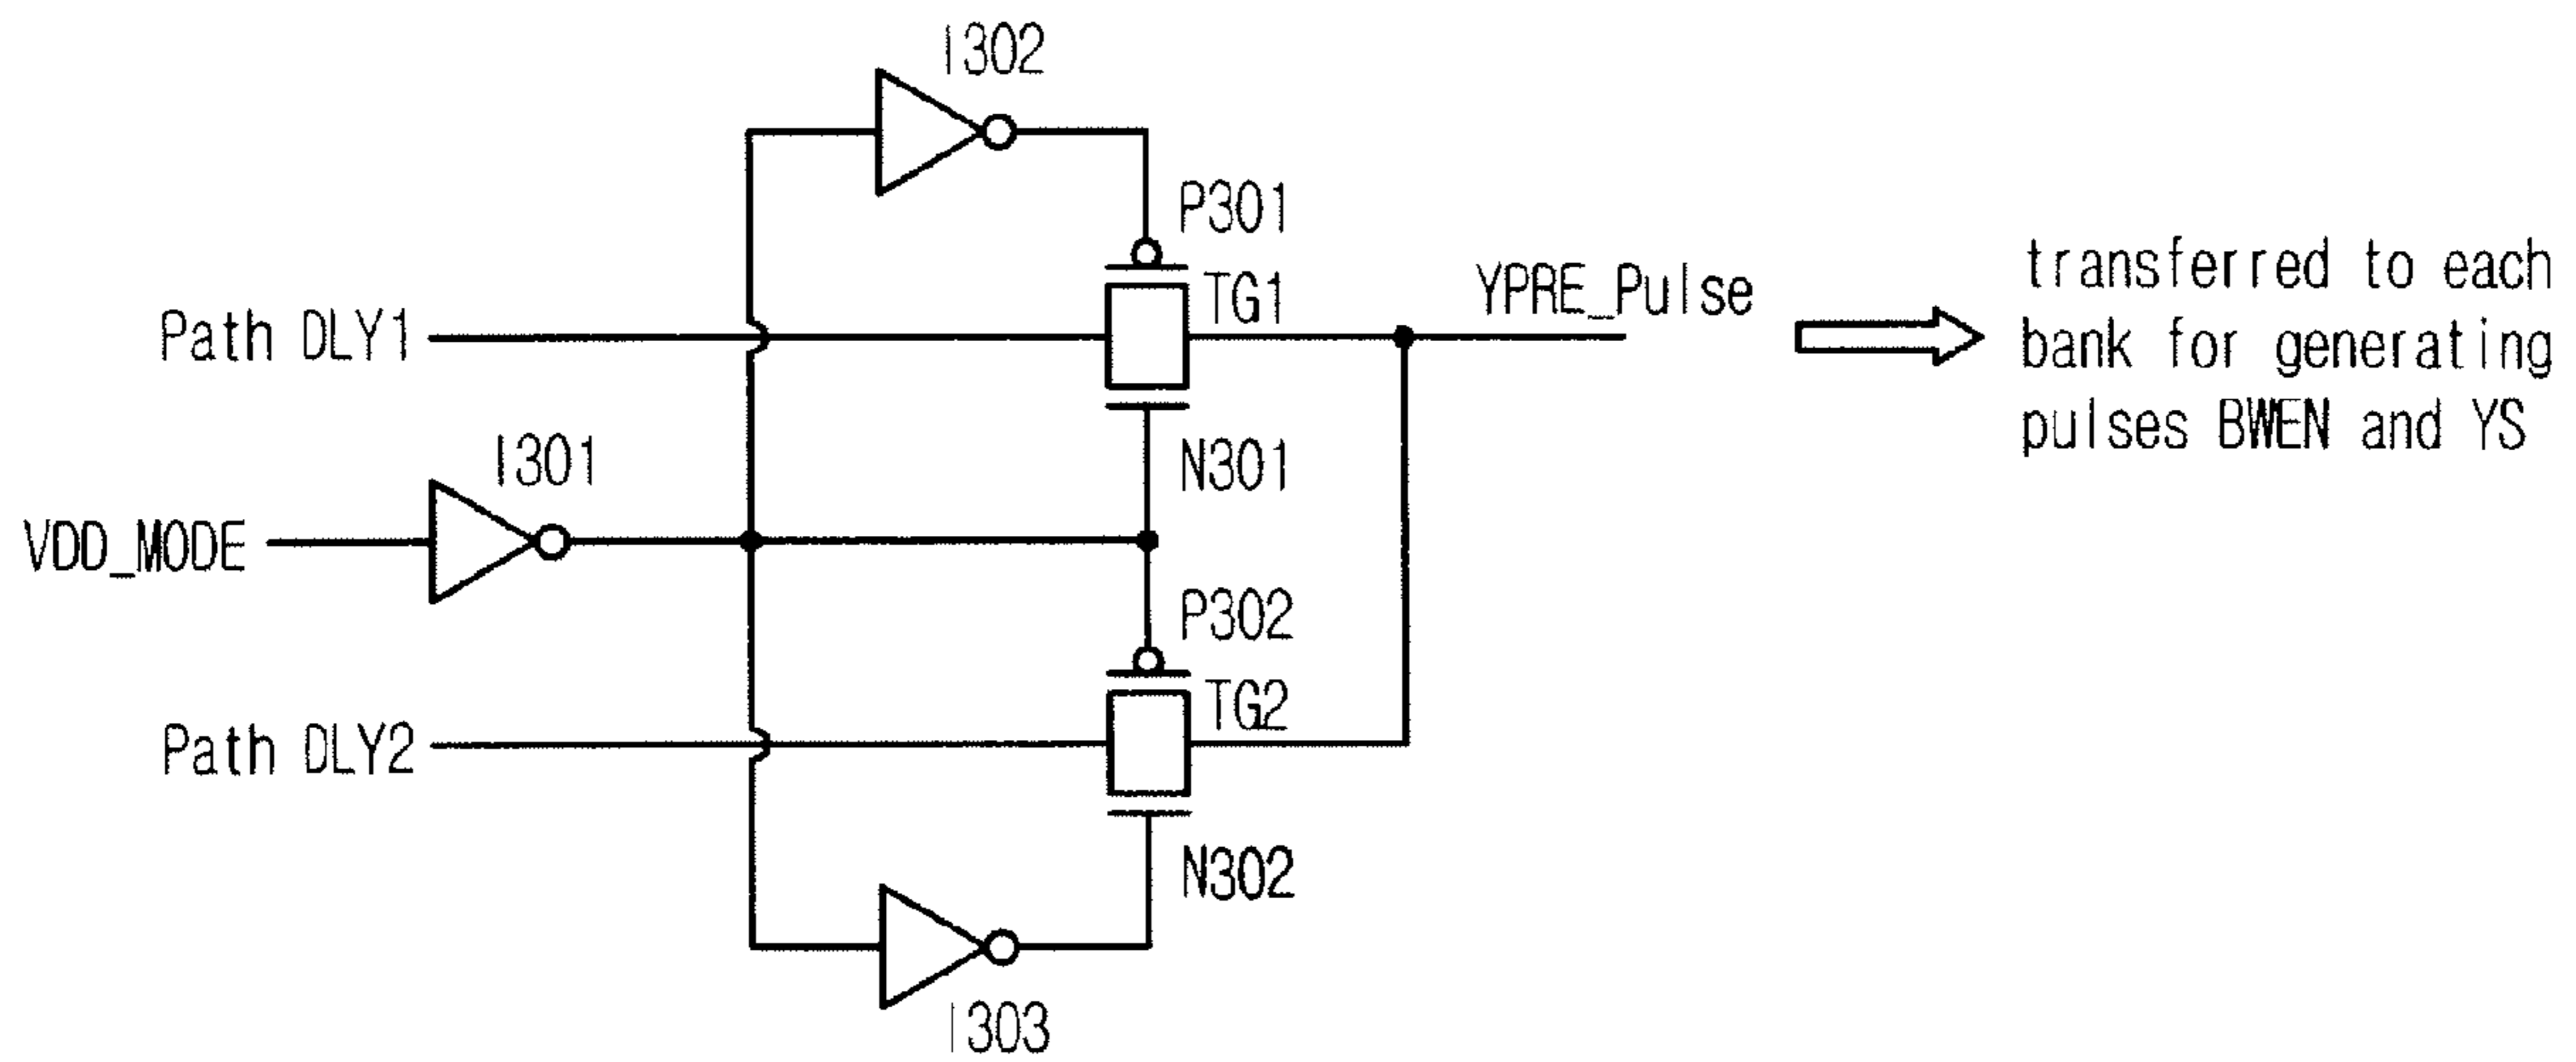 I302
P301
TG1
Path DLY1
YPRE_Pulse
transferred to each
bank for generating
pulses BWEN and YS
N301
I301
VDD_MODE
P302
TG2
Path DLY2
N302
I303